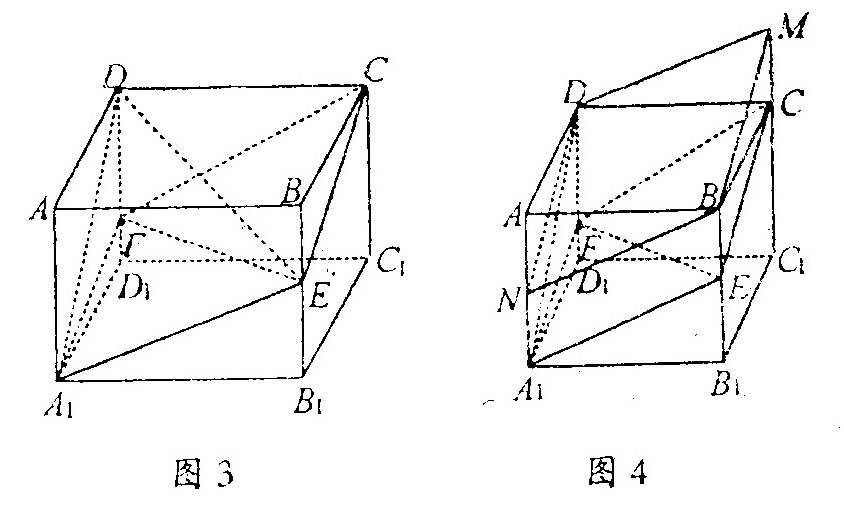 D C
A B
F
D₁ C₁
E
A₁ B₁
图 3
M
D C
A B
F
D₁ C₁
N E
A₁ B₁
图 4